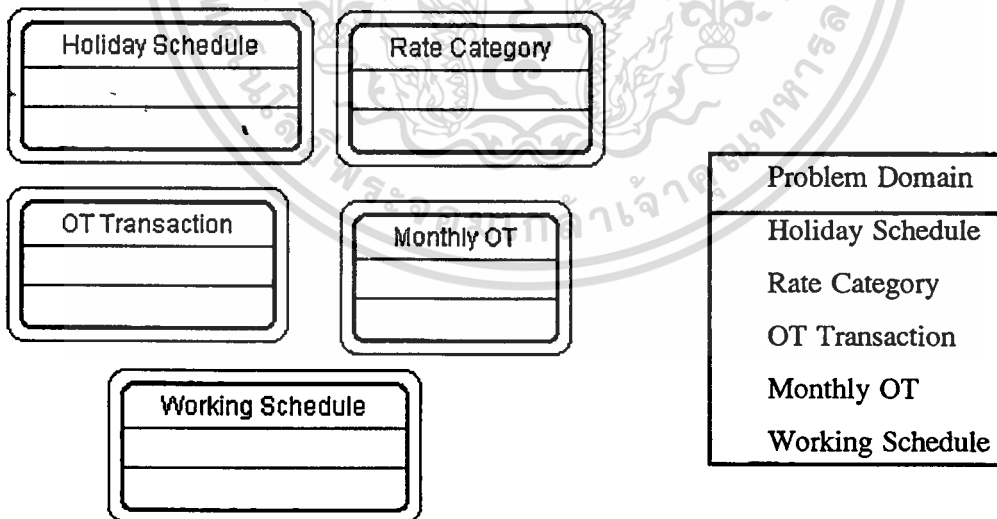 Holiday Schedule
Rate Category
OT Transaction
Monthly OT
Working Schedule
Problem Domain
Holiday Schedule
Rate Category
OT Transaction
Monthly OT
Working Schedule